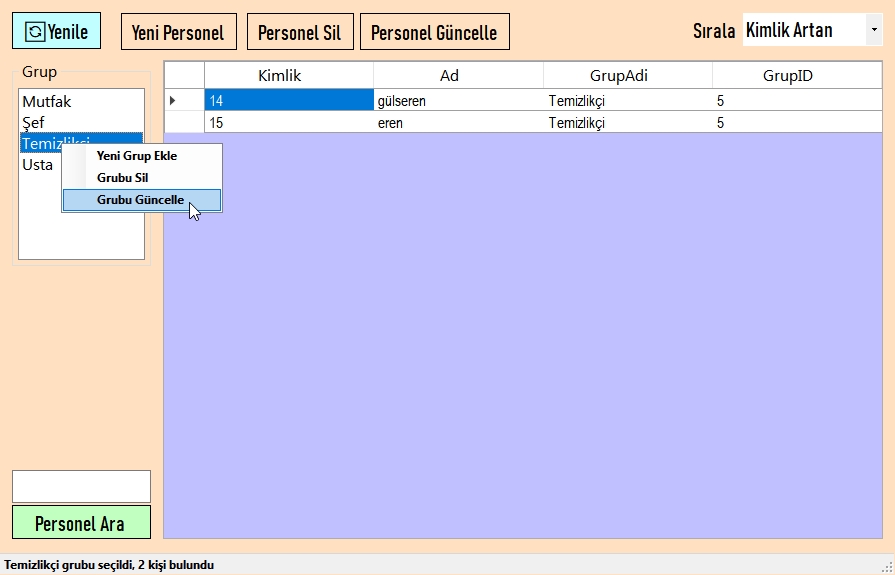 Yenile
Yeni Personel
Personel Sil
Personel Güncelle
Sırala
Kimlik Artan
Grup
Mutfak
Şef
Temizlikçi
Usta
Yeni Grup Ekle
Grubu Sil
Grubu Güncelle
Kimlik Ad GrupAdi GrupID
14 gülseren Temizlikçi 5
15 eren Temizlikçi 5
Personel Ara
Temizlikçi grubu seçildi, 2 kişi bulundu